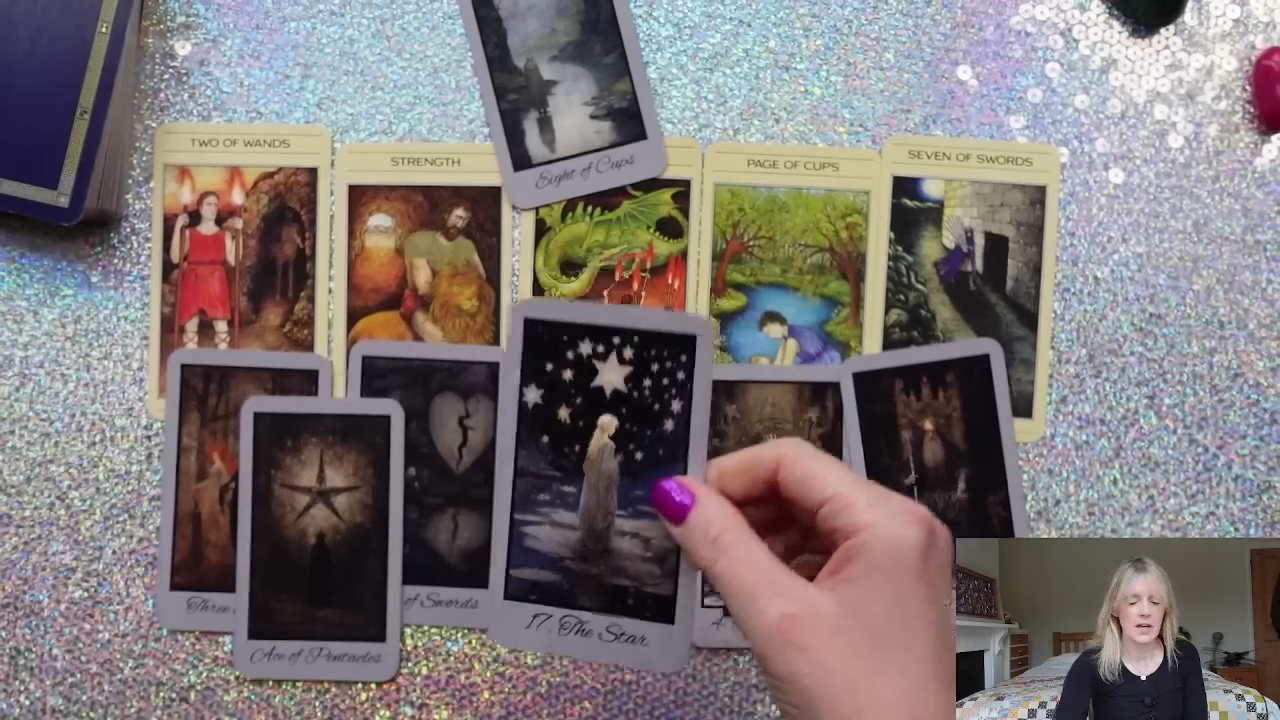 Eight of Cups
TWO OF WANDS
STRENGTH
PAGE OF CUPS
SEVEN OF SWORDS
Three
of Swords
17. The Star
Ace of Pentacles